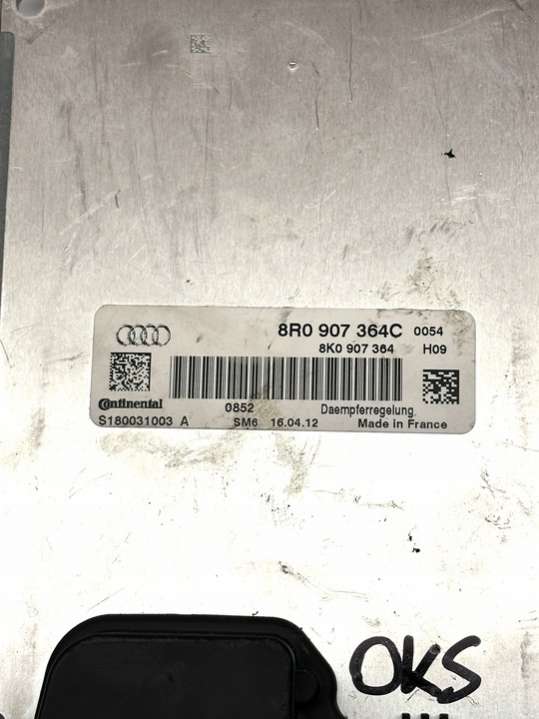 8R0 907 364C 0054
8K0 907 364 H09
Continental 0852 Daempferregelung
S180031003 A SM6 16.04.12 Made in France
OKS